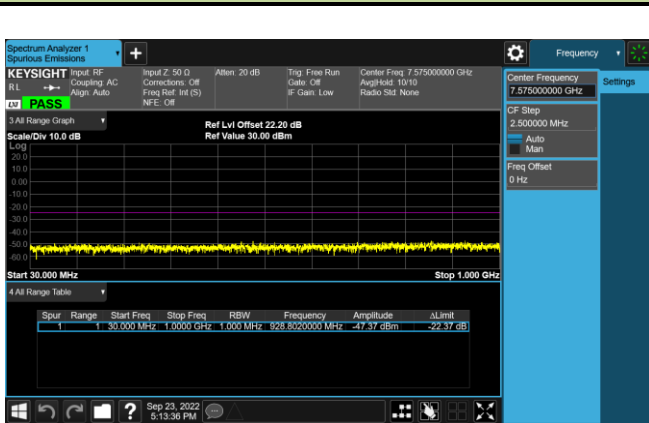 Spectrum Analyzer 1
Spurious Emissions
Frequency
KEYSIGHT
RL
LXI
PASS
Input: RF
Coupling: AC
Align: Auto
Input Z: 50 Ω
Corrections: Off
Freq Ref: Int (S)
NFE: Off
Atten: 20 dB
Trig: Free Run
Gate: Off
IF Gain: Low
Center Freq: 7.575000000 GHz
Avg|Hold: 10/10
Radio Std: None
Center Frequency
7.575000000 GHz
Settings
CF Step
2.500000 MHz
Auto
Man
Freq Offset
0 Hz
3 All Range Graph
Scale/Div 10.0 dB
Ref Lvl Offset 22.20 dB
Ref Value 30.00 dBm
Log
20.0
10.0
0.00
-10.0
-20.0
-30.0
-40.0
-50.0
-60.0
Start 30.000 MHz
Stop 1.000 GHz
4 All Range Table
Spur Range Start Freq Stop Freq RBW Frequency Amplitude ΔLimit
1 1 30.000 MHz 1.0000 GHz 1.000 MHz 928.8020000 MHz -47.37 dBm -22.37 dB
?
Sep 23, 2022
5:13:36 PM